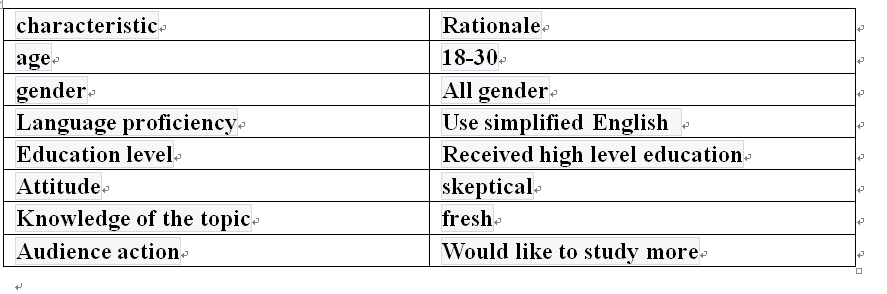 characteristic Rationale
age 18-30
gender All gender
Language proficiency Use simplified English
Education level Received high level education
Attitude skeptical
Knowledge of the topic fresh
Audience action Would like to study more